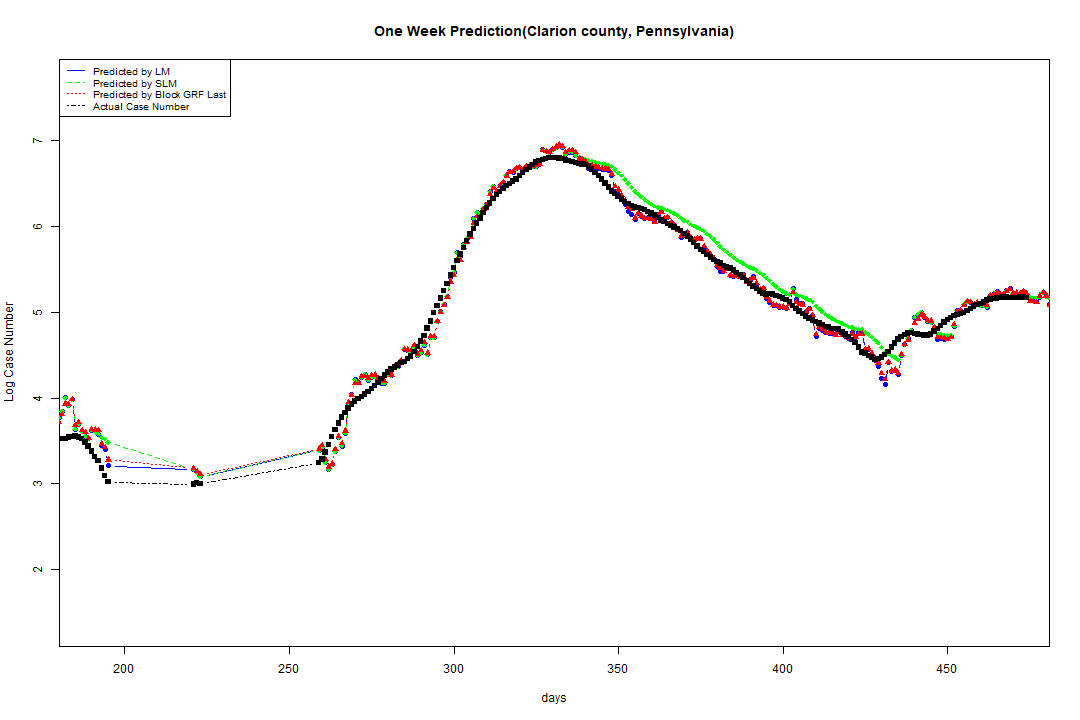 One Week Prediction(Clarion county, Pennsylvania)
Predicted by LM
Predicted by SLM
Predicted by Block GRF Last
Actual Case Number
7
6
5
4
3
2
Log Case Number
200 250 300 350 400 450
days